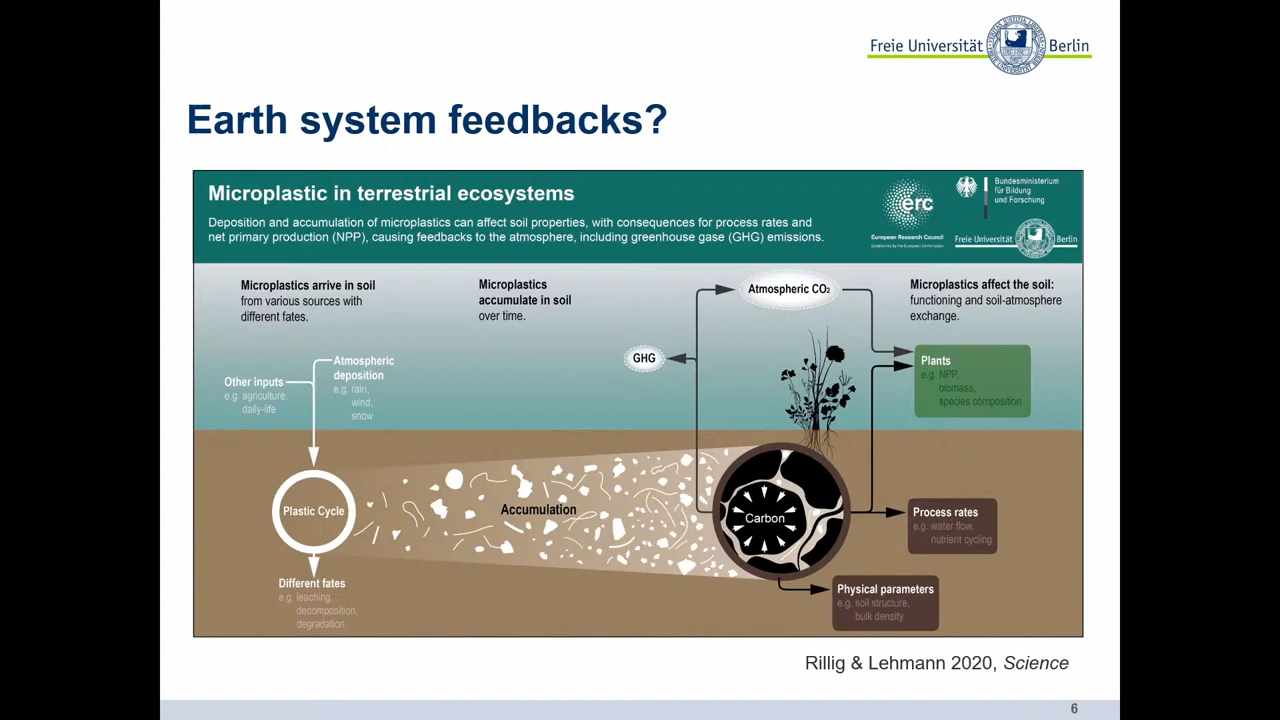 Freie Universität Berlin
Earth system feedbacks?
Microplastic in terrestrial ecosystems
Deposition and accumulation of microplastics can affect soil properties, with consequences for process rates and
net primary production (NPP), causing feedbacks to the atmosphere, including greenhouse gase (GHG) emissions.
erc
European Research Council
Established by the European Commission
Bundesministerium
für Bildung
und Forschung
Freie Universität Berlin
Microplastics arrive in soil
from various sources with
different fates.
Microplastics
accumulate in soil
over time.
Atmospheric CO₂
Microplastics affect the soil:
functioning and soil-atmosphere
exchange.
GHG
Plants
e.g. NPP,
biomass,
species composition
Atmospheric
deposition
e.g. rain,
wind,
snow
Other inputs
e.g. agriculture,
daily-life
Plastic Cycle
Accumulation
Carbon
Process rates
e.g. water flow,
nutrient cycling
Different fates
e.g. leaching,
decomposition,
degradation
Physical parameters
e.g. soil structure,
bulk density
Rillig & Lehmann 2020, Science
6